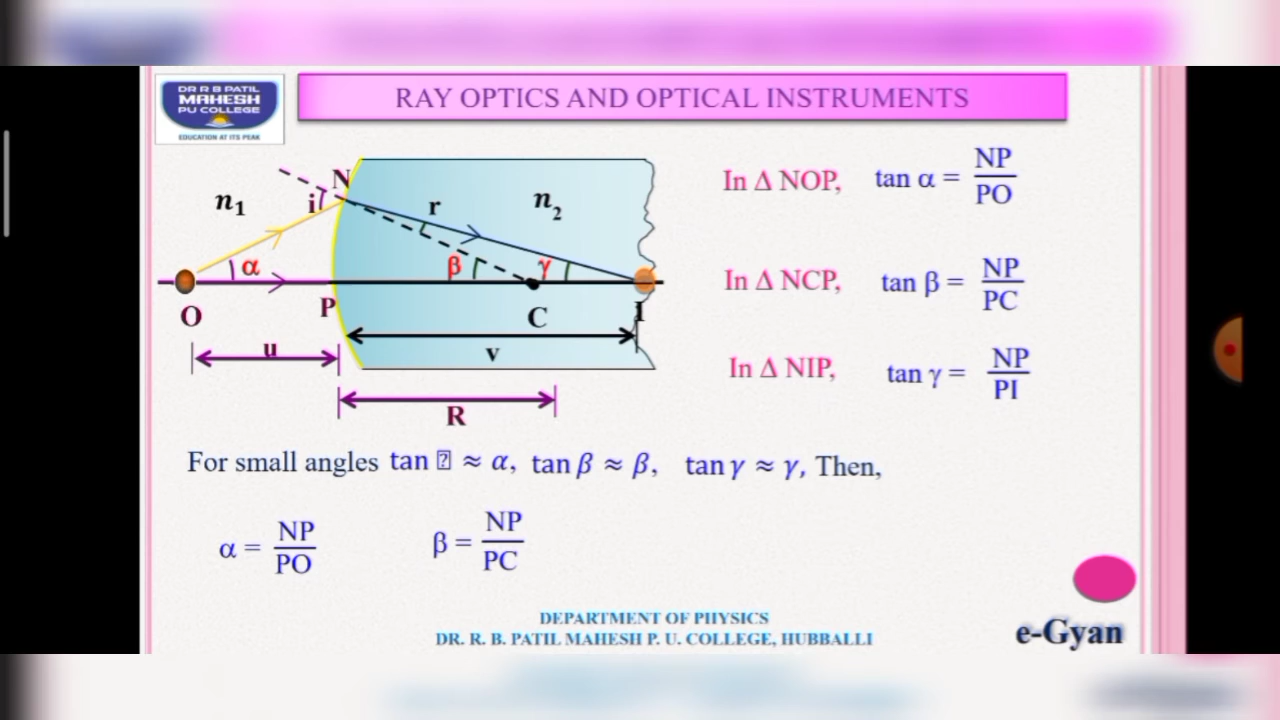 DR R B PATIL
MAHESH
PU COLLEGE
EDUCATION AT ITS PEAK
RAY OPTICS AND OPTICAL INSTRUMENTS
N
n₁
i
r
n₂
α
β
γ
O
P
C
I
u
v
R
In Δ NOP, tan α = NP/PO
In Δ NCP, tan β = NP/PC
In Δ NIP, tan γ = NP/PI
For small angles tan ⍰ ≈ α, tan β ≈ β, tan γ ≈ γ, Then,
α = NP/PO β = NP/PC
DEPARTMENT OF PHYSICS
DR. R. B. PATIL MAHESH P. U. COLLEGE, HUBBALLI
e-Gyan